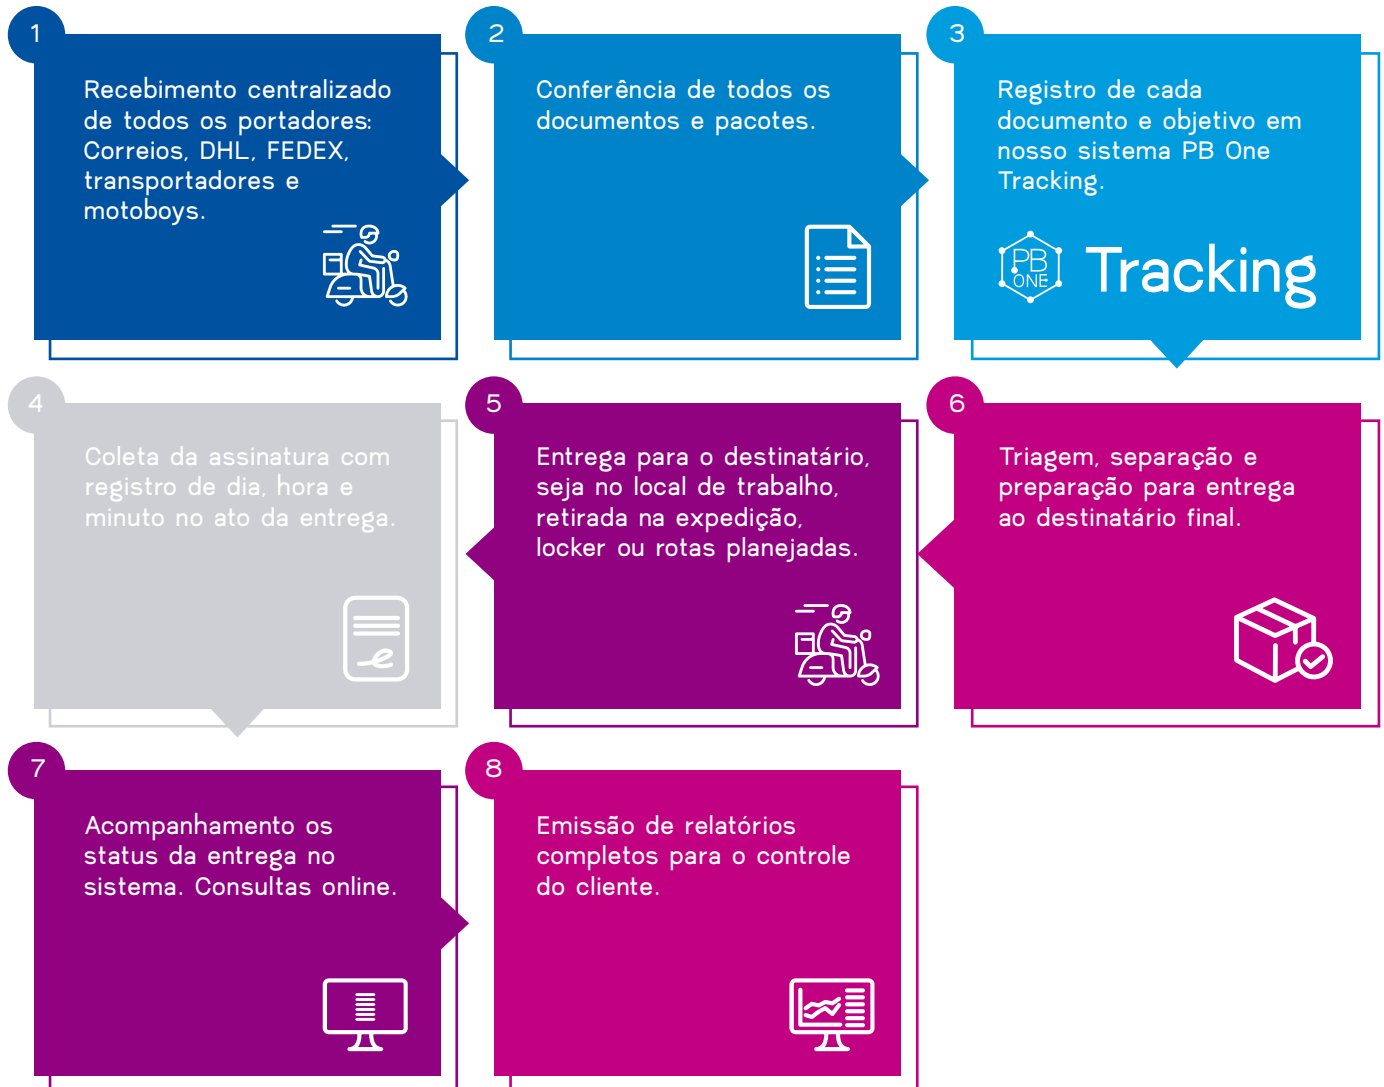 1
Recebimento centralizado
de todos os portadores:
Correios, DHL, FEDEX,
transportadores e
motoboys.
2
Conferência de todos os
documentos e pacotes.
3
Registro de cada
documento e objetivo em
nosso sistema PB One
Tracking.
PB
ONE
Tracking
4
Coleta da assinatura com
registro de dia, hora e
minuto no ato da entrega.
5
Entrega para o destinatário,
seja no local de trabalho,
retirada na expedição,
locker ou rotas planejadas.
6
Triagem, separação e
preparação para entrega
ao destinatário final.
7
Acompanhamento os
status da entrega no
sistema. Consultas online.
8
Emissão de relatórios
completos para o controle
do cliente.